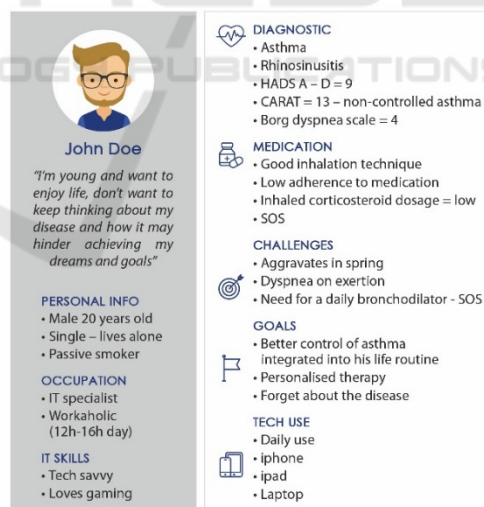 John Doe
"I'm young and want to
enjoy life, don't want to
keep thinking about my
disease and how it may
hinder achieving my
dreams and goals"
PERSONAL INFO
• Male 20 years old
• Single – lives alone
• Passive smoker
OCCUPATION
• IT specialist
• Workaholic
(12h-16h day)
IT SKILLS
• Tech savvy
• Loves gaming
DIAGNOSTIC
• Asthma
• Rhinosinusitis
• HADS A – D = 9
• CARAT = 13 – non-controlled asthma
• Borg dyspnea scale = 4
MEDICATION
• Good inhalation technique
• Low adherence to medication
• Inhaled corticosteroid dosage = low
• SOS
CHALLENGES
• Aggravates in spring
• Dyspnea on exertion
• Need for a daily bronchodilator - SOS
GOALS
• Better control of asthma
integrated into his life routine
• Personalised therapy
• Forget about the disease
TECH USE
• Daily use
• iphone
• ipad
• Laptop